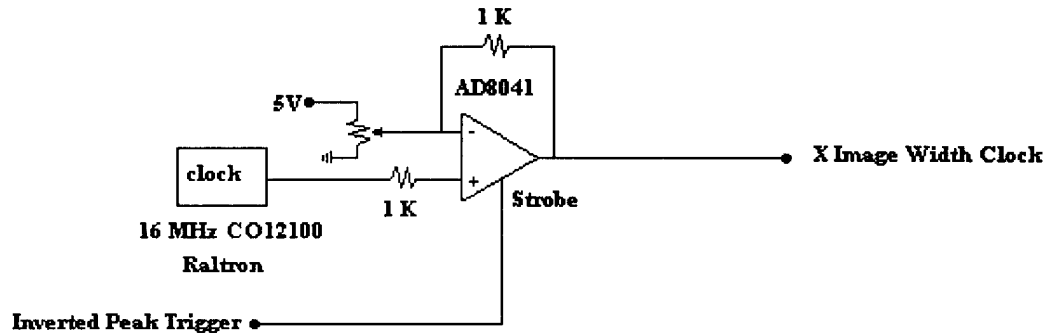 1 K
AD8041
5V
-
+
clock
1 K
Strobe
X Image Width Clock
16 MHz CO12100
Raltron
Inverted Peak Trigger